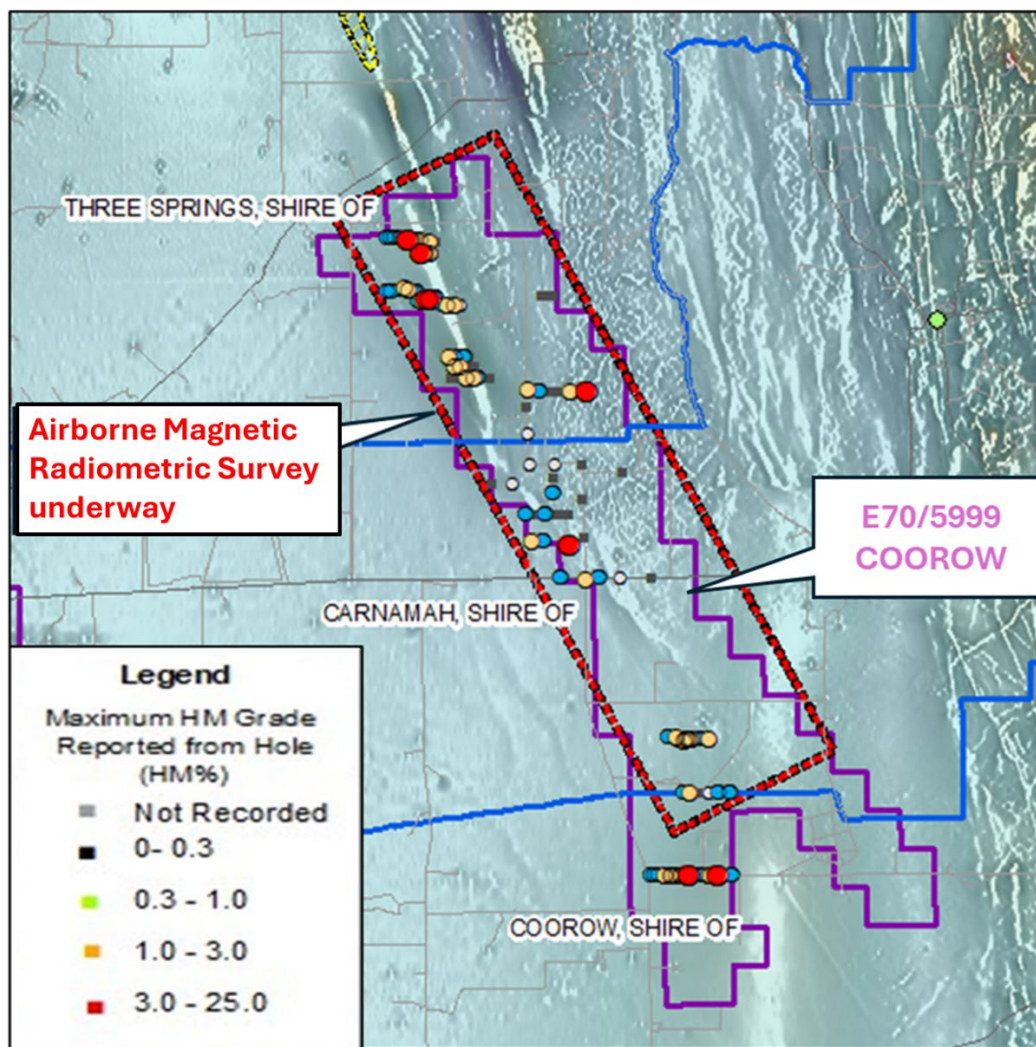 THREE SPRINGS, SHIRE OF
Airborne Magnetic
Radiometric Survey
underway
E70/5999
COOROW
CARNAMAH, SHIRE OF
COOROW, SHIRE OF
Legend
Maximum HM Grade
Reported from Hole
(HM%)
Not Recorded
0- 0.3
0.3 - 1.0
1.0 - 3.0
3.0 - 25.0